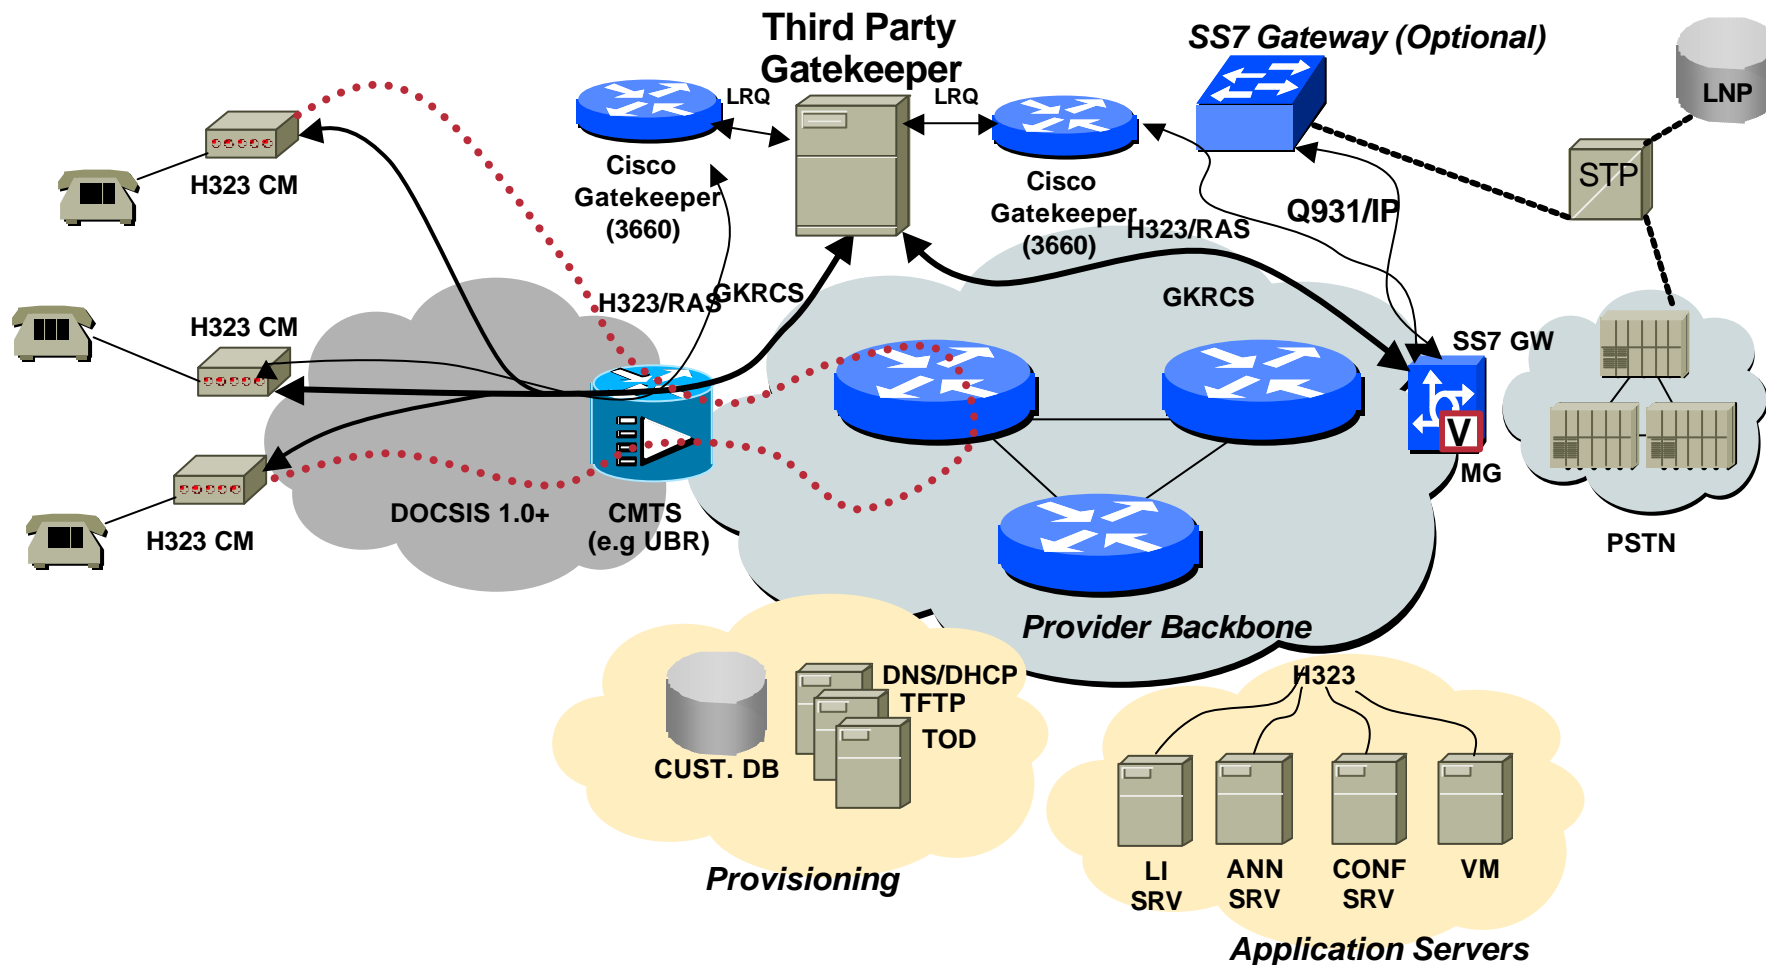 Third Party
Gatekeeper
SS7 Gateway (Optional)
LNP
LRQ
LRQ
H323 CM
Cisco
Gatekeeper
(3660)
Cisco
Gatekeeper
(3660)
STP
Q931/IP
H323/RAS
H323/RAS
GKRCS
GKRCS
H323 CM
SS7 GW
V
MG
H323 CM
DOCSIS 1.0+
CMTS
(e.g UBR)
PSTN
Provider Backbone
DNS/DHCP
TFTP
TOD
CUST. DB
Provisioning
H323
LI
SRV
ANN
SRV
CONF
SRV
VM
Application Servers